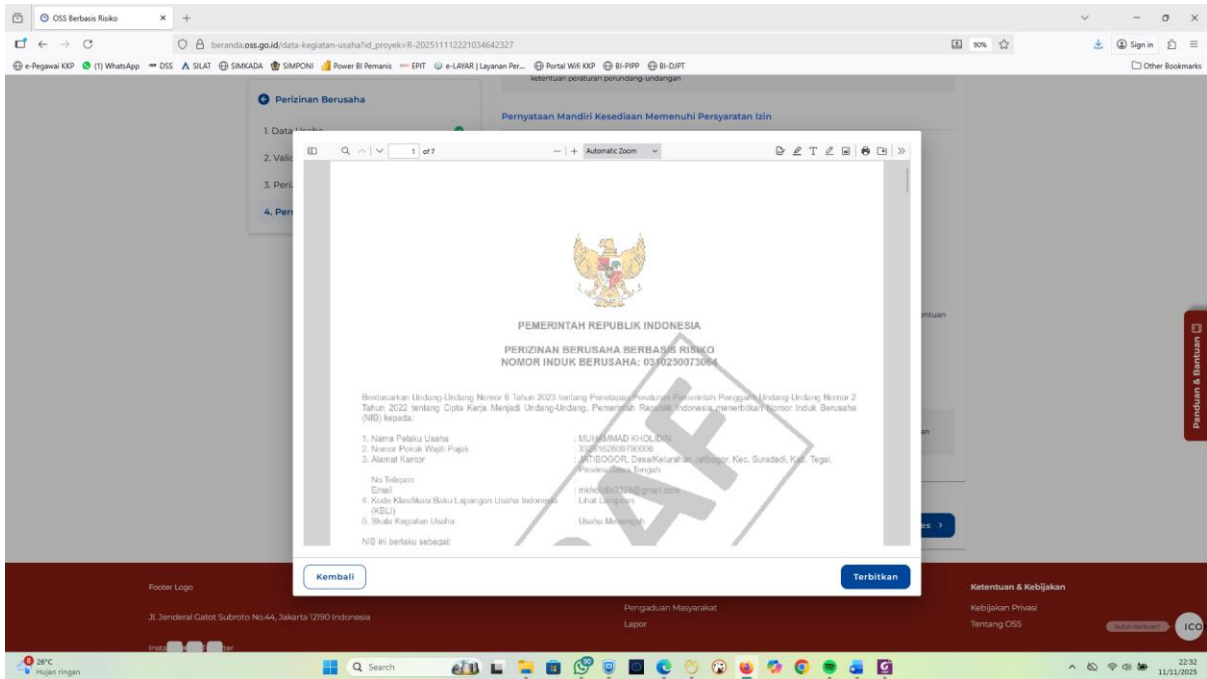 OSS Berbasis Risiko
beranda.oss.go.id/data-kegiatan-usaha?id_proyek=R-202511112221034642327
90%
Sign in
e-Pegawai KKP
(1) WhatsApp
DSS
SILAT
SIMKADA
SIMPONI
Power BI Pemanis
EPIT
e-LAYAR | Layanan Per...
Portal Wifi KKP
BI-PIPP
BI-DJPT
Other Bookmarks
ketentuan peraturan perundang-undangan
Perizinan Berusaha
Pernyataan Mandiri Kesediaan Memenuhi Persyaratan Izin
1. Data Usaha
2. Valid
3. Peri
4. Per
1 of 7
Automatic Zoom
PEMERINTAH REPUBLIK INDONESIA
PERIZINAN BERUSAHA BERBASIS RISIKO
NOMOR INDUK BERUSAHA: 0310250073064
Berdasarkan Undang-Undang Nomor 6 Tahun 2023 tentang Penetapan Peraturan Pemerintah Pengganti Undang-Undang Nomor 2
Tahun 2022 tentang Cipta Kerja Menjadi Undang-Undang, Pemerintah Republik Indonesia menerbitkan Nomor Induk Berusaha
(NIB) kepada:
1. Nama Pelaku Usaha : MUHAMMAD KHOLIDIN
2. Nomor Pokok Wajib Pajak
3. Alamat Kantor : JATIBOGOR, Desa/Kelurahan Jatibogor, Kec. Suradadi, Kab. Tegal,
Provinsi Jawa Tengah
No Telepon
Email
4. Kode Klasifikasi Baku Lapangan Usaha Indonesia : Lihat Lampiran
(KBLI)
5. Skala Kegiatan Usaha : Usaha Menengah
NIB ini berlaku sebagai:
entuan
an
es
Panduan & Bantuan
Kembali
Terbitkan
Footer Logo
Ketentuan & Kebijakan
Jl. Jenderal Gatot Subroto No.44, Jakarta 12190 Indonesia
Pengaduan Masyarakat
Kebijakan Privasi
Lapor
Tentang OSS
ICO
26°C
Hujan ringan
Search
22:32
11/11/2025